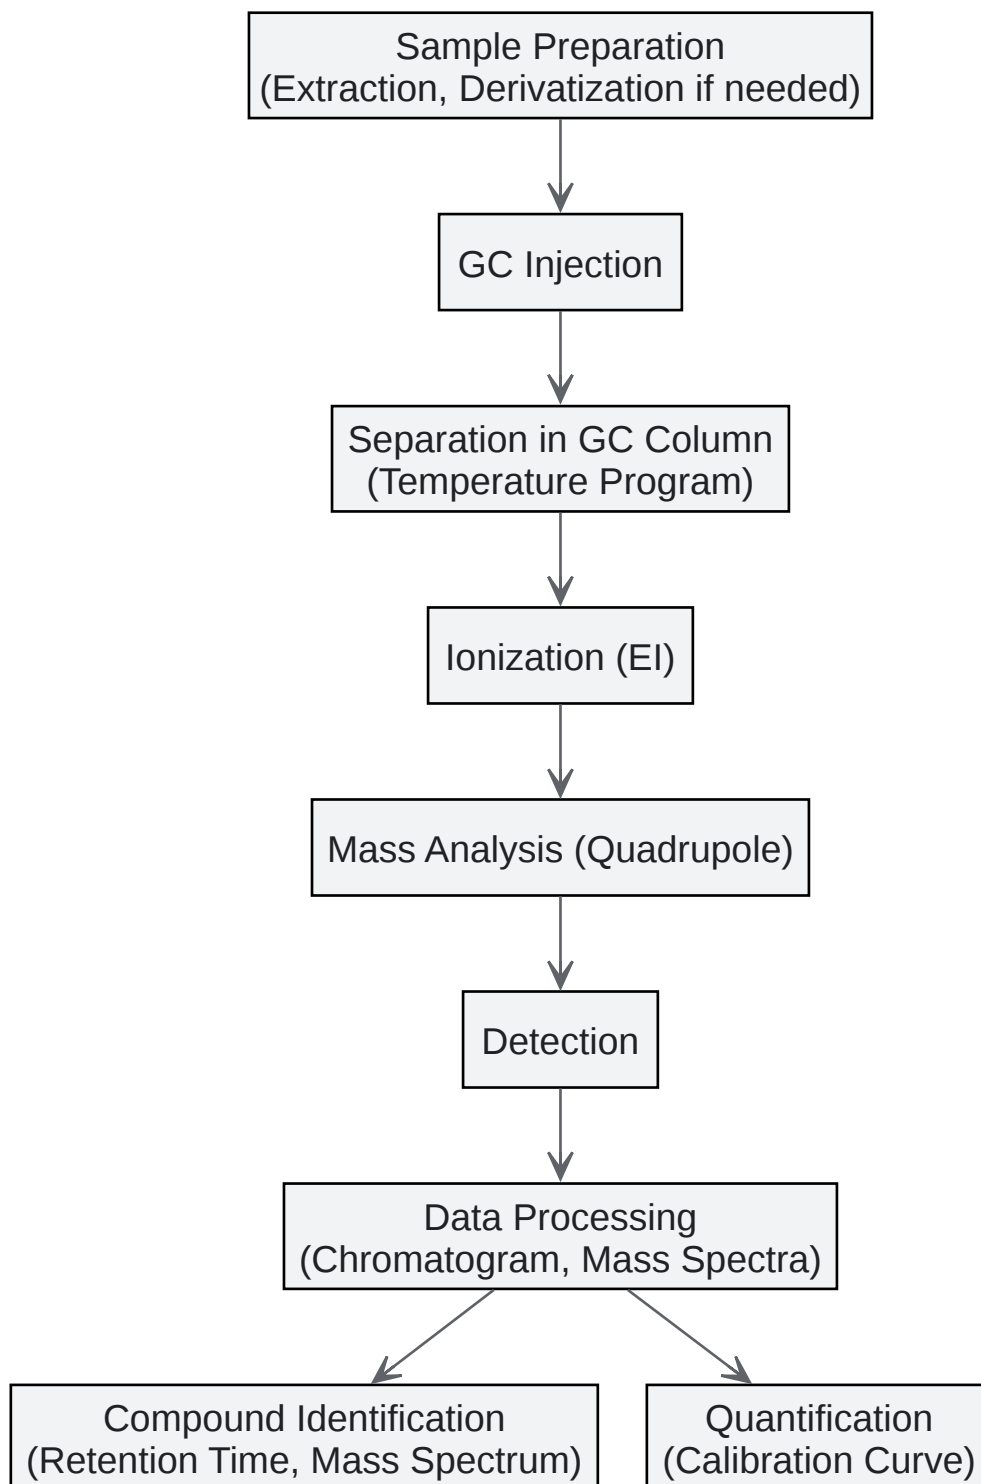 Sample Preparation
(Extraction, Derivatization if needed)
GC Injection
Separation in GC Column
(Temperature Program)
Ionization (EI)
Mass Analysis (Quadrupole)
Detection
Data Processing
(Chromatogram, Mass Spectra)
Compound Identification
(Retention Time, Mass Spectrum)
Quantification
(Calibration Curve)